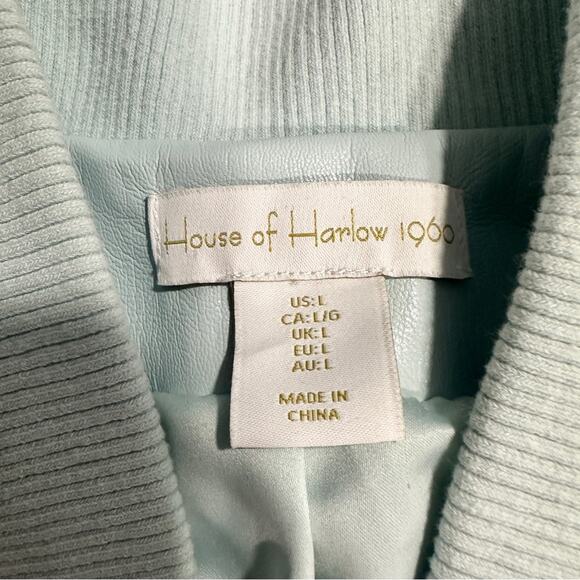 House of Harlow 1960
US: L
CA: L/G
UK: L
EU: L
AU: L
MADE IN
CHINA